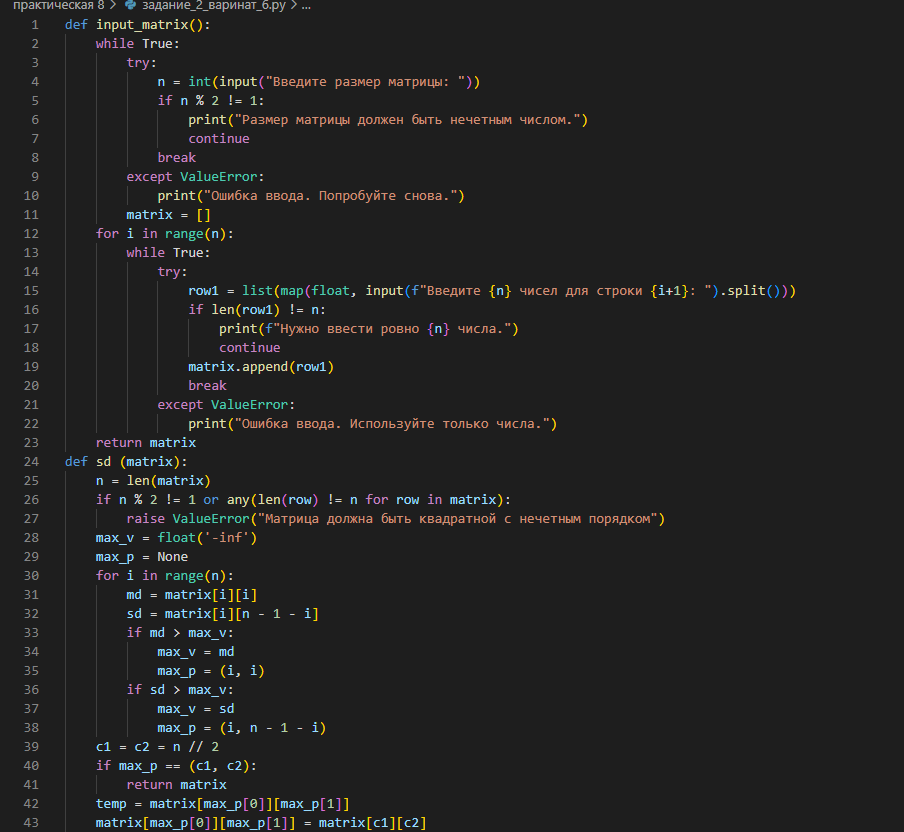 практическая 8 > задание_2_варинат_6.py > ...
1 def input_matrix():
2     while True:
3         try:
4             n = int(input("Введите размер матрицы: "))
5             if n % 2 != 1:
6                 print("Размер матрицы должен быть нечетным числом.")
7                 continue
8             break
9         except ValueError:
10             print("Ошибка ввода. Попробуйте снова.")
11         matrix = []
12     for i in range(n):
13         while True:
14             try:
15                 row1 = list(map(float, input(f"Введите {n} чисел для строки {i+1}: ").split()))
16                 if len(row1) != n:
17                     print(f"Нужно ввести ровно {n} числа.")
18                     continue
19                 matrix.append(row1)
20                 break
21             except ValueError:
22                 print("Ошибка ввода. Используйте только числа.")
23     return matrix
24 def sd (matrix):
25     n = len(matrix)
26     if n % 2 != 1 or any(len(row) != n for row in matrix):
27         raise ValueError("Матрица должна быть квадратной с нечетным порядком")
28     max_v = float('-inf')
29     max_p = None
30     for i in range(n):
31         md = matrix[i][i]
32         sd = matrix[i][n - 1 - i]
33         if md > max_v:
34             max_v = md
35             max_p = (i, i)
36         if sd > max_v:
37             max_v = sd
38             max_p = (i, n - 1 - i)
39     c1 = c2 = n // 2
40     if max_p == (c1, c2):
41         return matrix
42     temp = matrix[max_p[0]][max_p[1]]
43     matrix[max_p[0]][max_p[1]] = matrix[c1][c2]